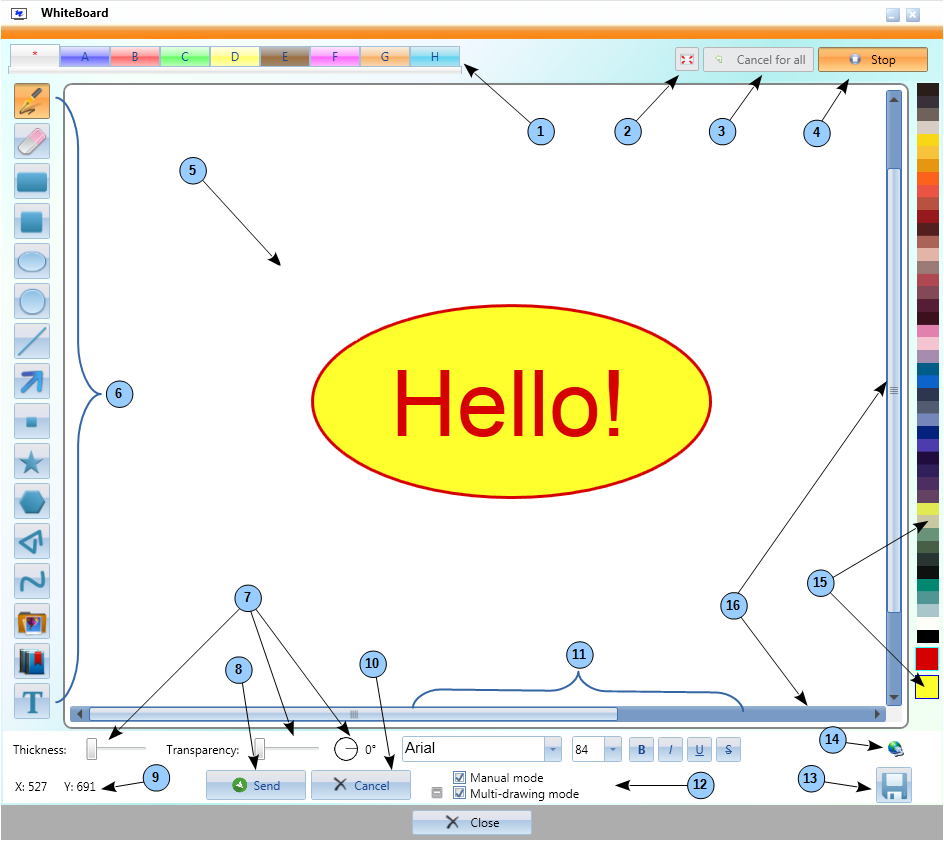 WhiteBoard
* A B C D E F G H
Cancel for all
Stop
1
2
3
4
5
6
Hello!
15
16
7
11
8
10
14
Thickness:
Transparency:
0°
Arial
84
B I U S
X: 527 Y: 691
9
Send
Cancel
Manual mode
Multi-drawing mode
12
13
T
Close